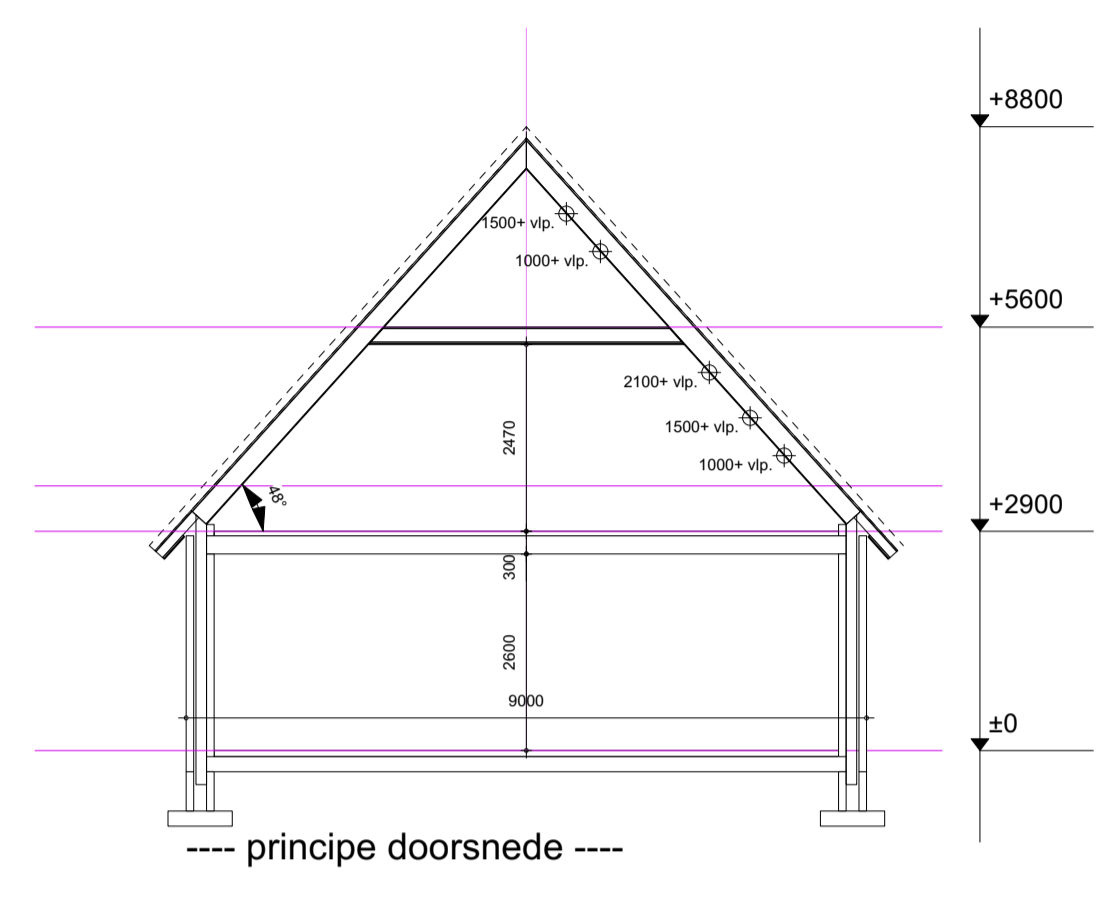 +8800
1500+ vlp.
1000+ vlp.
+5600
2100+ vlp.
1500+ vlp.
2470
1000+ vlp.
48°
+2900
300
2600
9000
±0
---- principe doorsnede ----